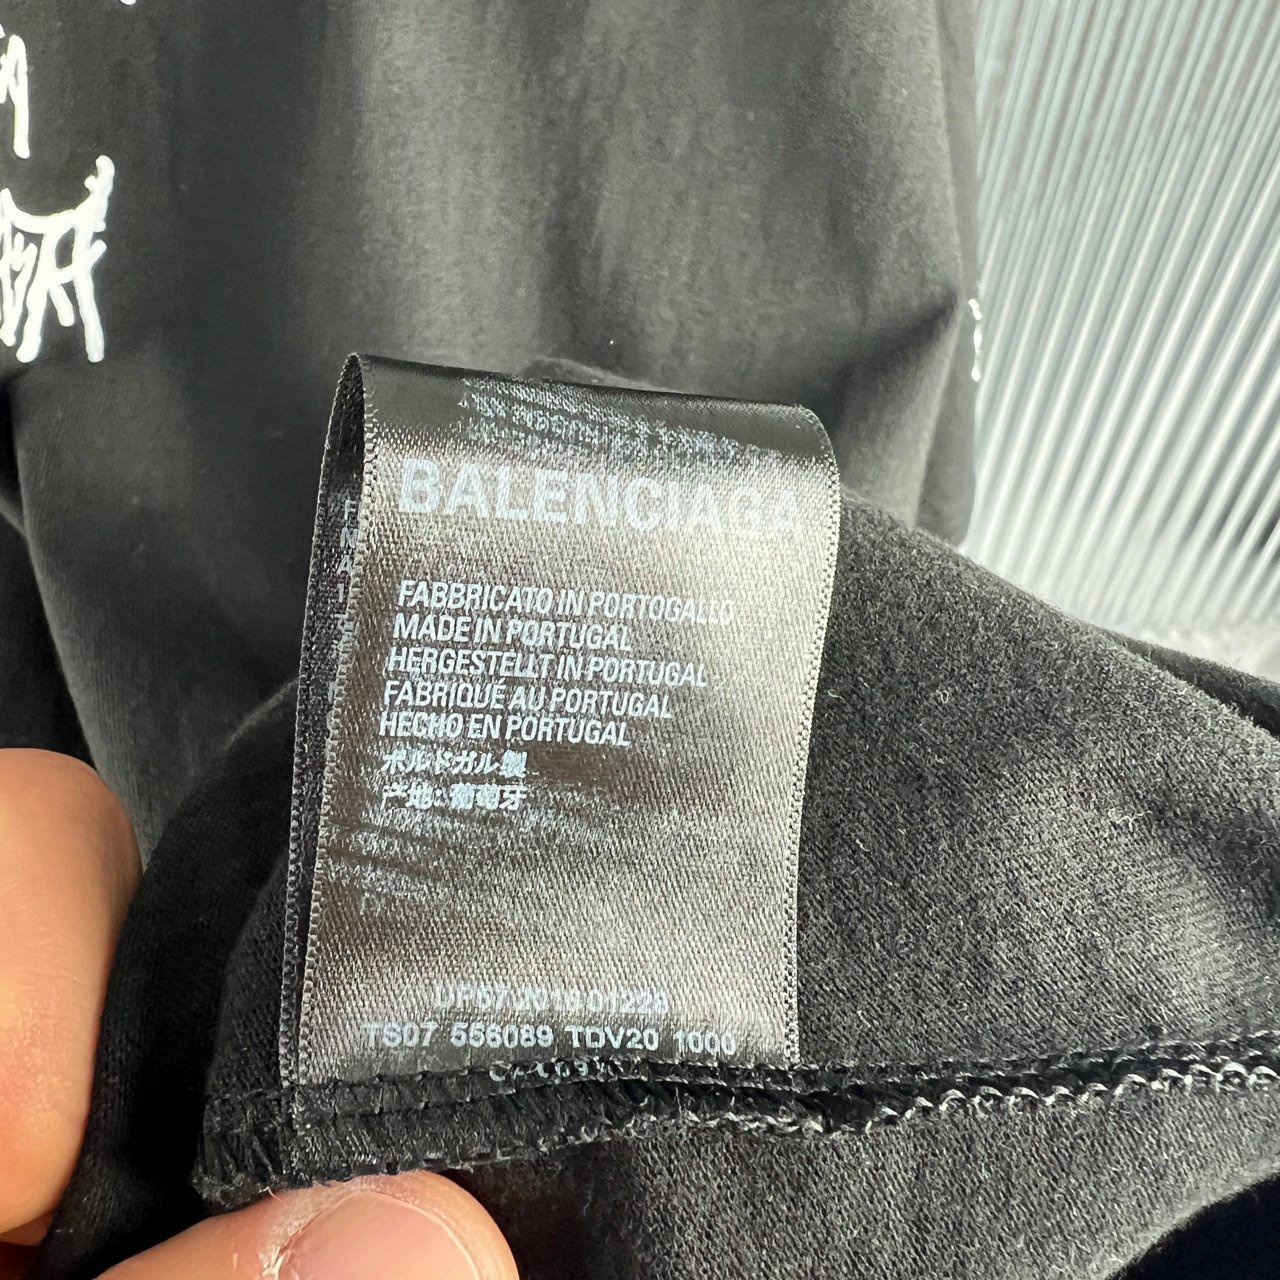 BALENCIAGA
FABBRICATO IN PORTOGALLO
MADE IN PORTUGAL
HERGESTELLT IN PORTUGAL
FABRIQUÉ AU PORTUGAL
HECHO EN PORTUGAL
ポルトガル製
产地: 葡萄牙
TS07 556089 TDV20 1000